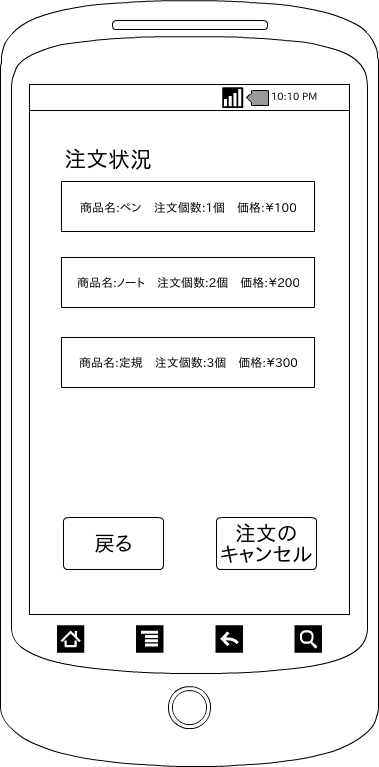 10:10 PM
注文状況
商品名:ペン　注文個数:1個　価格:¥100
商品名:ノート　注文個数:2個　価格:¥200
商品名:定規　注文個数:3個　価格:¥300
戻る
注文の
キャンセル